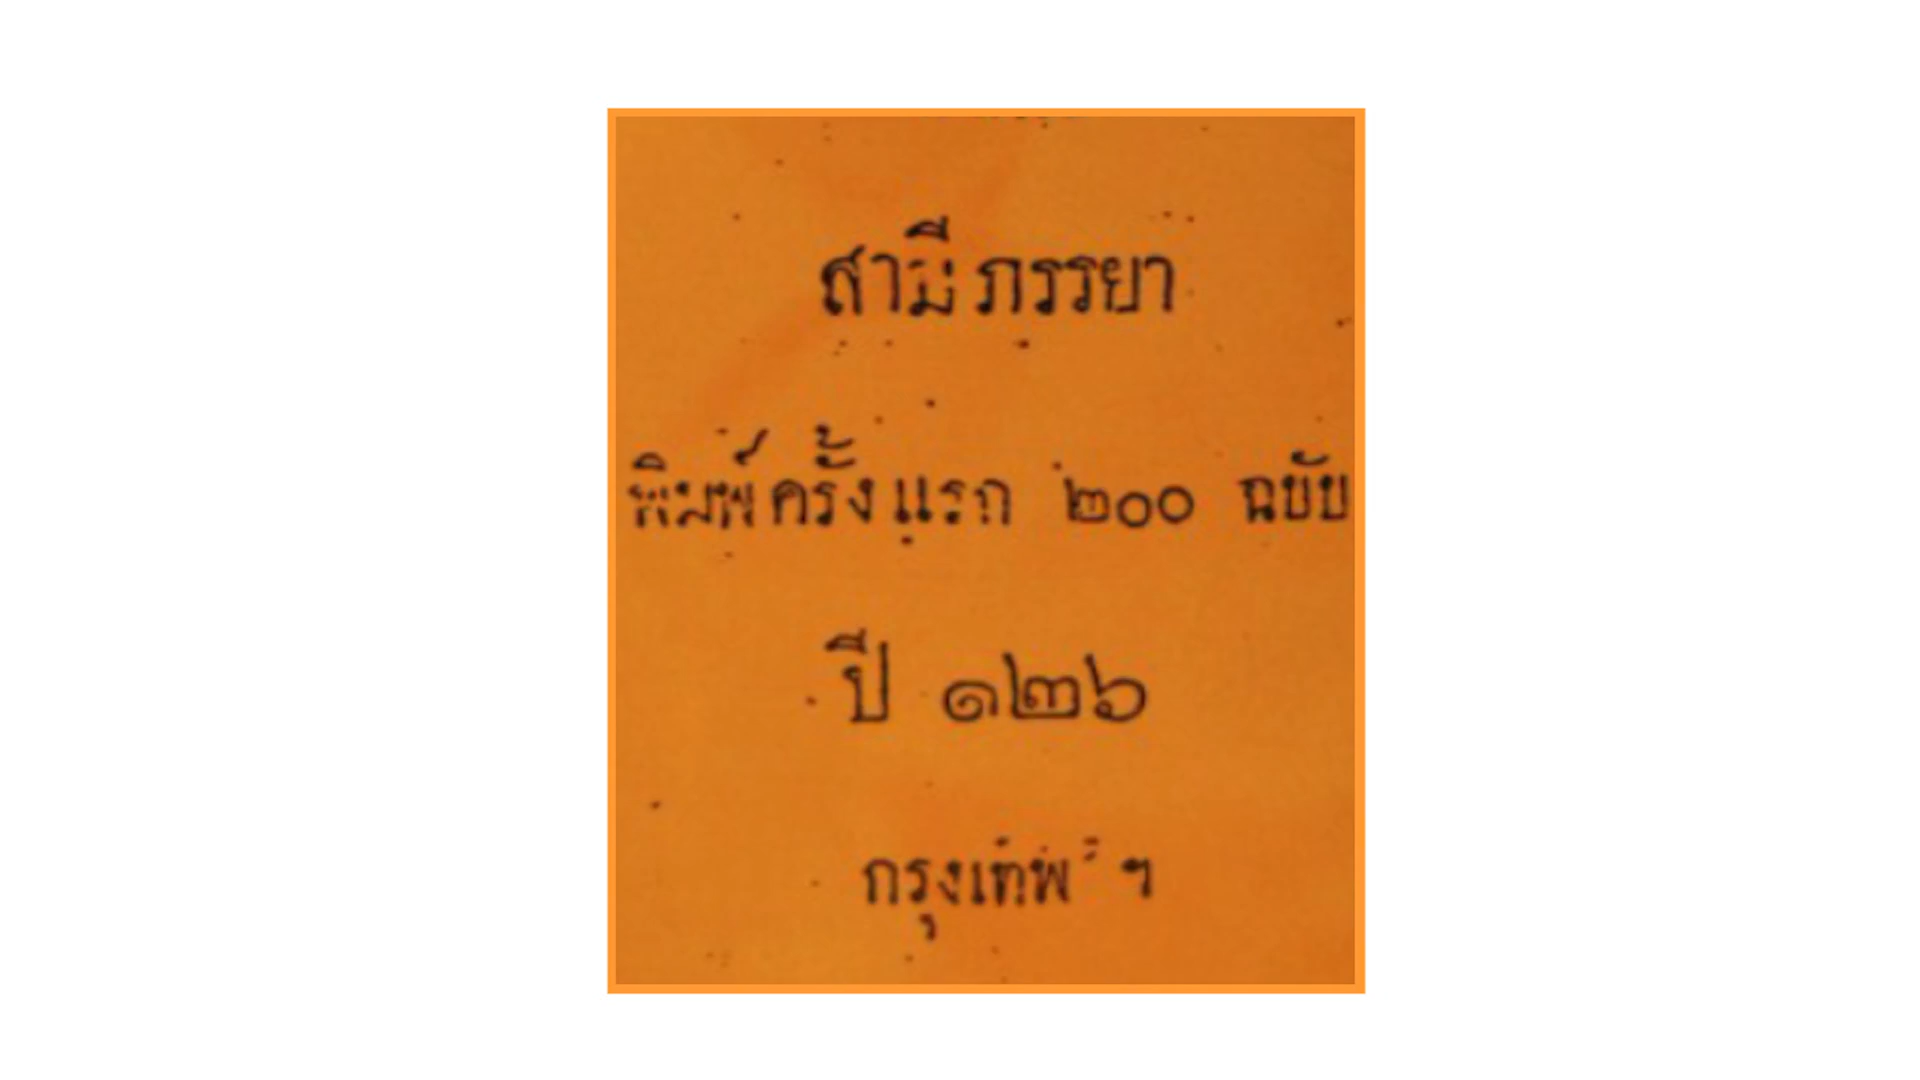 สามีภรรยา
พิมพ์ครั้งแรก ๒๐๐ ฉบับ
ปี ๑๒๖
กรุงเทพ ฯ